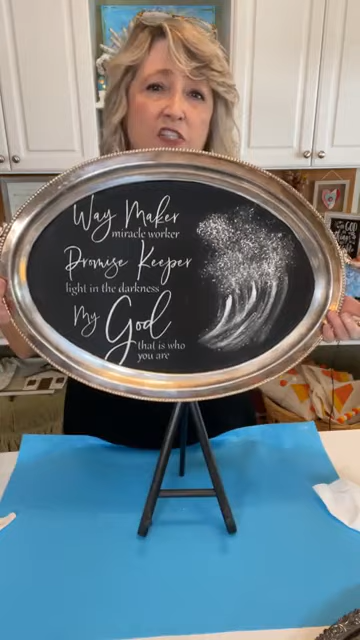 Way Maker
miracle worker
Promise Keeper
light in the darkness
My God
that is who
you are